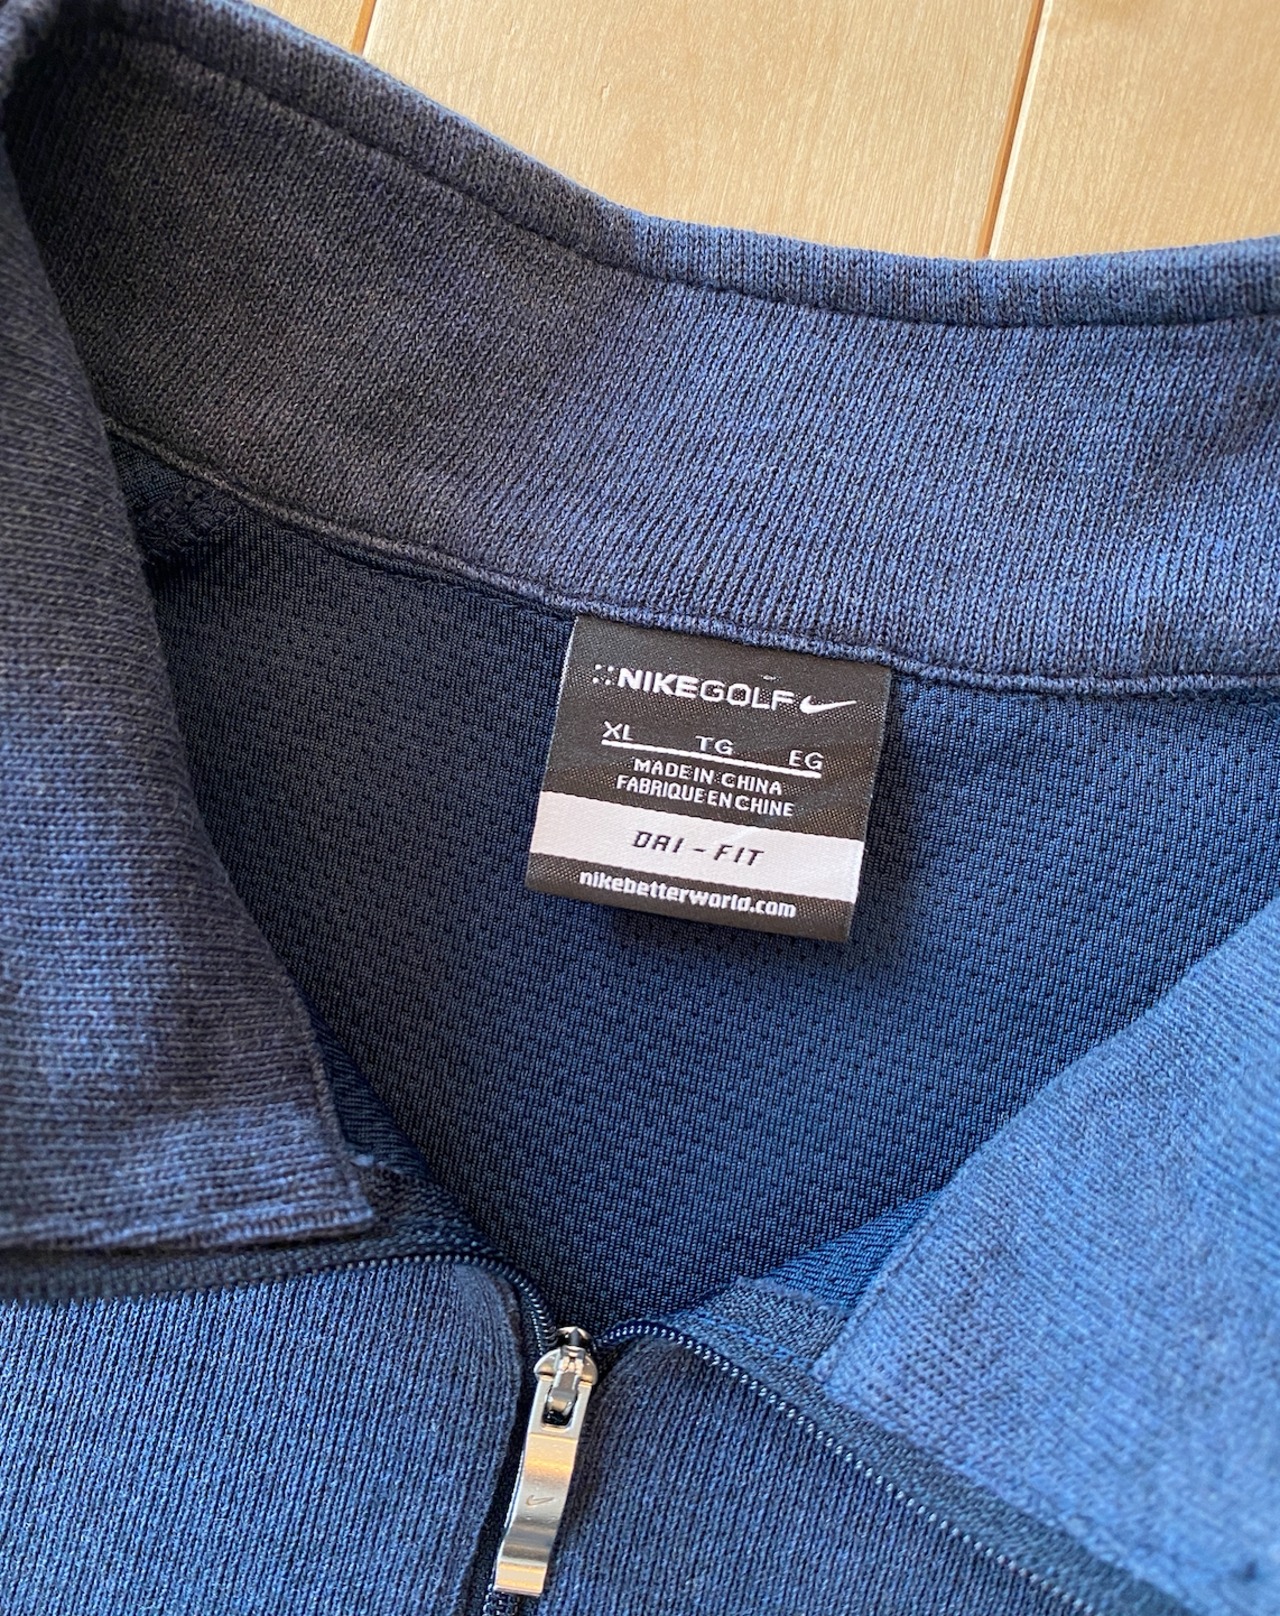 NIKEGOLF
XL TG EG
MADE IN CHINA
FABRIQUE EN CHINE
DRI-FIT
nikebetterworld.com